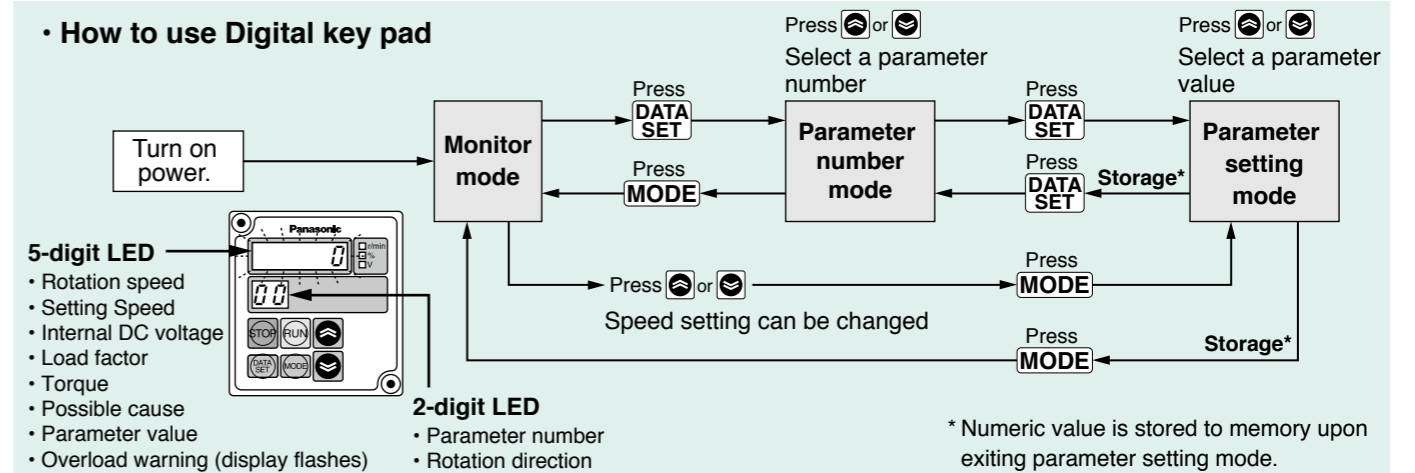 ・How to use Digital key pad
Press or
Select a parameter
number
Press or
Select a parameter
value
Turn on
power.
Monitor
mode
Press
DATA
SET
Press
MODE
Parameter
number
mode
Press
DATA
SET
Press
DATA
SET
Storage*
Parameter
setting
mode
Press or
Speed setting can be changed
Press
MODE
Press
MODE
Storage*
5-digit LED
・Rotation speed
・Setting Speed
・Internal DC voltage
・Load factor
・Torque
・Possible cause
・Parameter value
・Overload warning (display flashes)
Panasonic
0
r/min
%
V
00
STOP
RUN
DATA
SET
MODE
2-digit LED
・Parameter number
・Rotation direction
* Numeric value is stored to memory upon
exiting parameter setting mode.